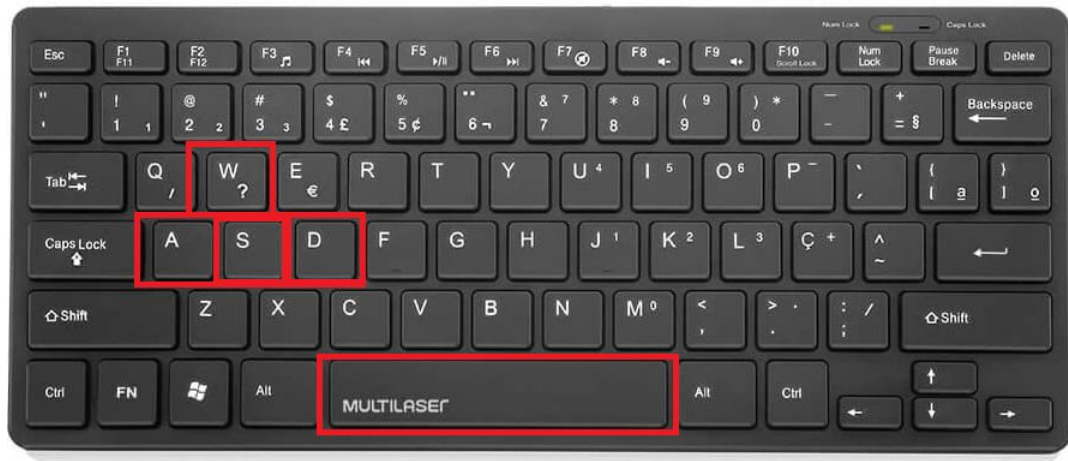 Num Lock Caps Lock
Esc F1 F11 F2 F12 F3 F4 F5 F6 F7 F8 F9 F10 Scroll Lock Num Lock Pause Break Delete
" ' ! 1 1 @ 2 2 # 3 3 $ 4 £ % 5 ¢ ¨ 6 ¬ & 7 7 * 8 8 ( 9 9 ) * 0 — - + = § Backspace
Tab Q / W ? E € R T Y U 4 I 5 O 6 P - ` ´ { [ ª } ] º
Caps Lock A S D F G H J 1 K 2 L 3 Ç + ^ ~
Shift Z X C V B N M 0 < , > . . : ; / Shift
Ctrl FN Alt MULTILASER Alt Ctrl